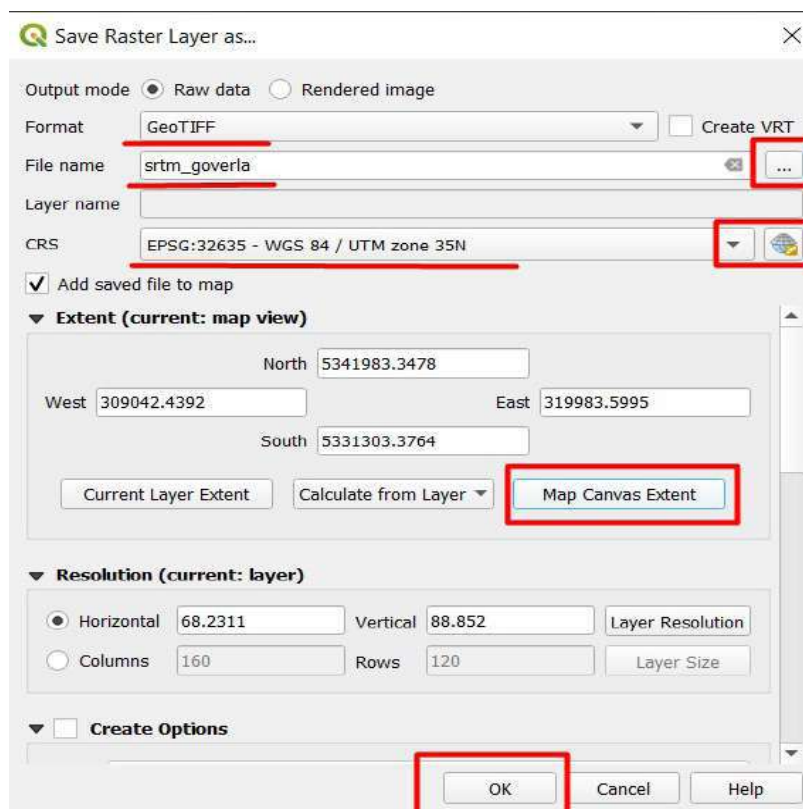 Save Raster Layer as...
Output mode Raw data Rendered image
Format GeoTIFF Create VRT
File name srtm_goverla ...
Layer name
CRS EPSG:32635 - WGS 84 / UTM zone 35N
Add saved file to map
Extent (current: map view)
North 5341983.3478
West 309042.4392 East 319983.5995
South 5331303.3764
Current Layer Extent Calculate from Layer Map Canvas Extent
Resolution (current: layer)
Horizontal 68.2311 Vertical 88.852 Layer Resolution
Columns 160 Rows 120 Layer Size
Create Options
OK Cancel Help